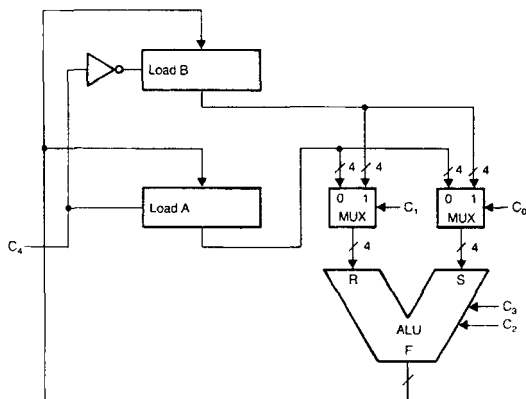 Load B
4 4 4 4
Load A
0 1 0 1
MUX C1 MUX C0
C4
4 4
R S
C3
ALU C2
F